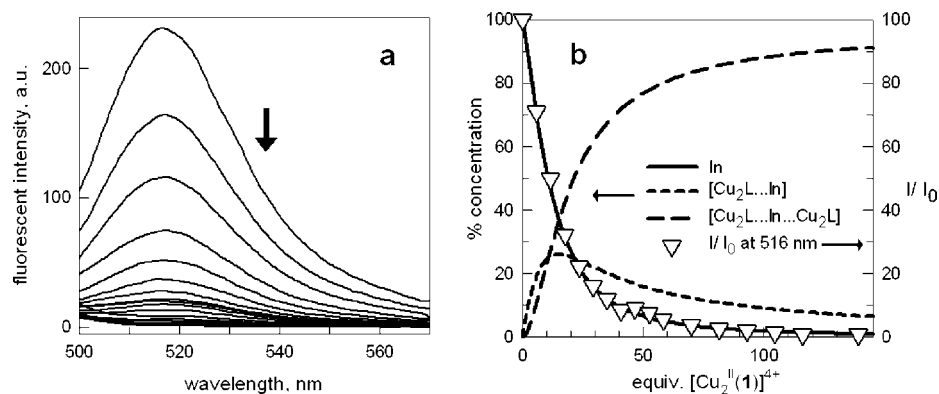 a
fluorescent intensity, a.u.
200
100
0
500
520
540
560
wavelength, nm
b
% concentration
100
80
60
40
20
0
In
[Cu2L...In]
[Cu2L...In...Cu2L]
I/ I0 at 516 nm
100
80
60
40
20
0
I/ I0
0
50
100
equiv. [Cu2II(1)]4+